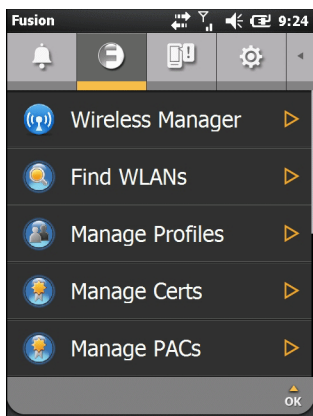 Fusion 9:24
Wireless Manager
Find WLANs
Manage Profiles
Manage Certs
Manage PACs
OK